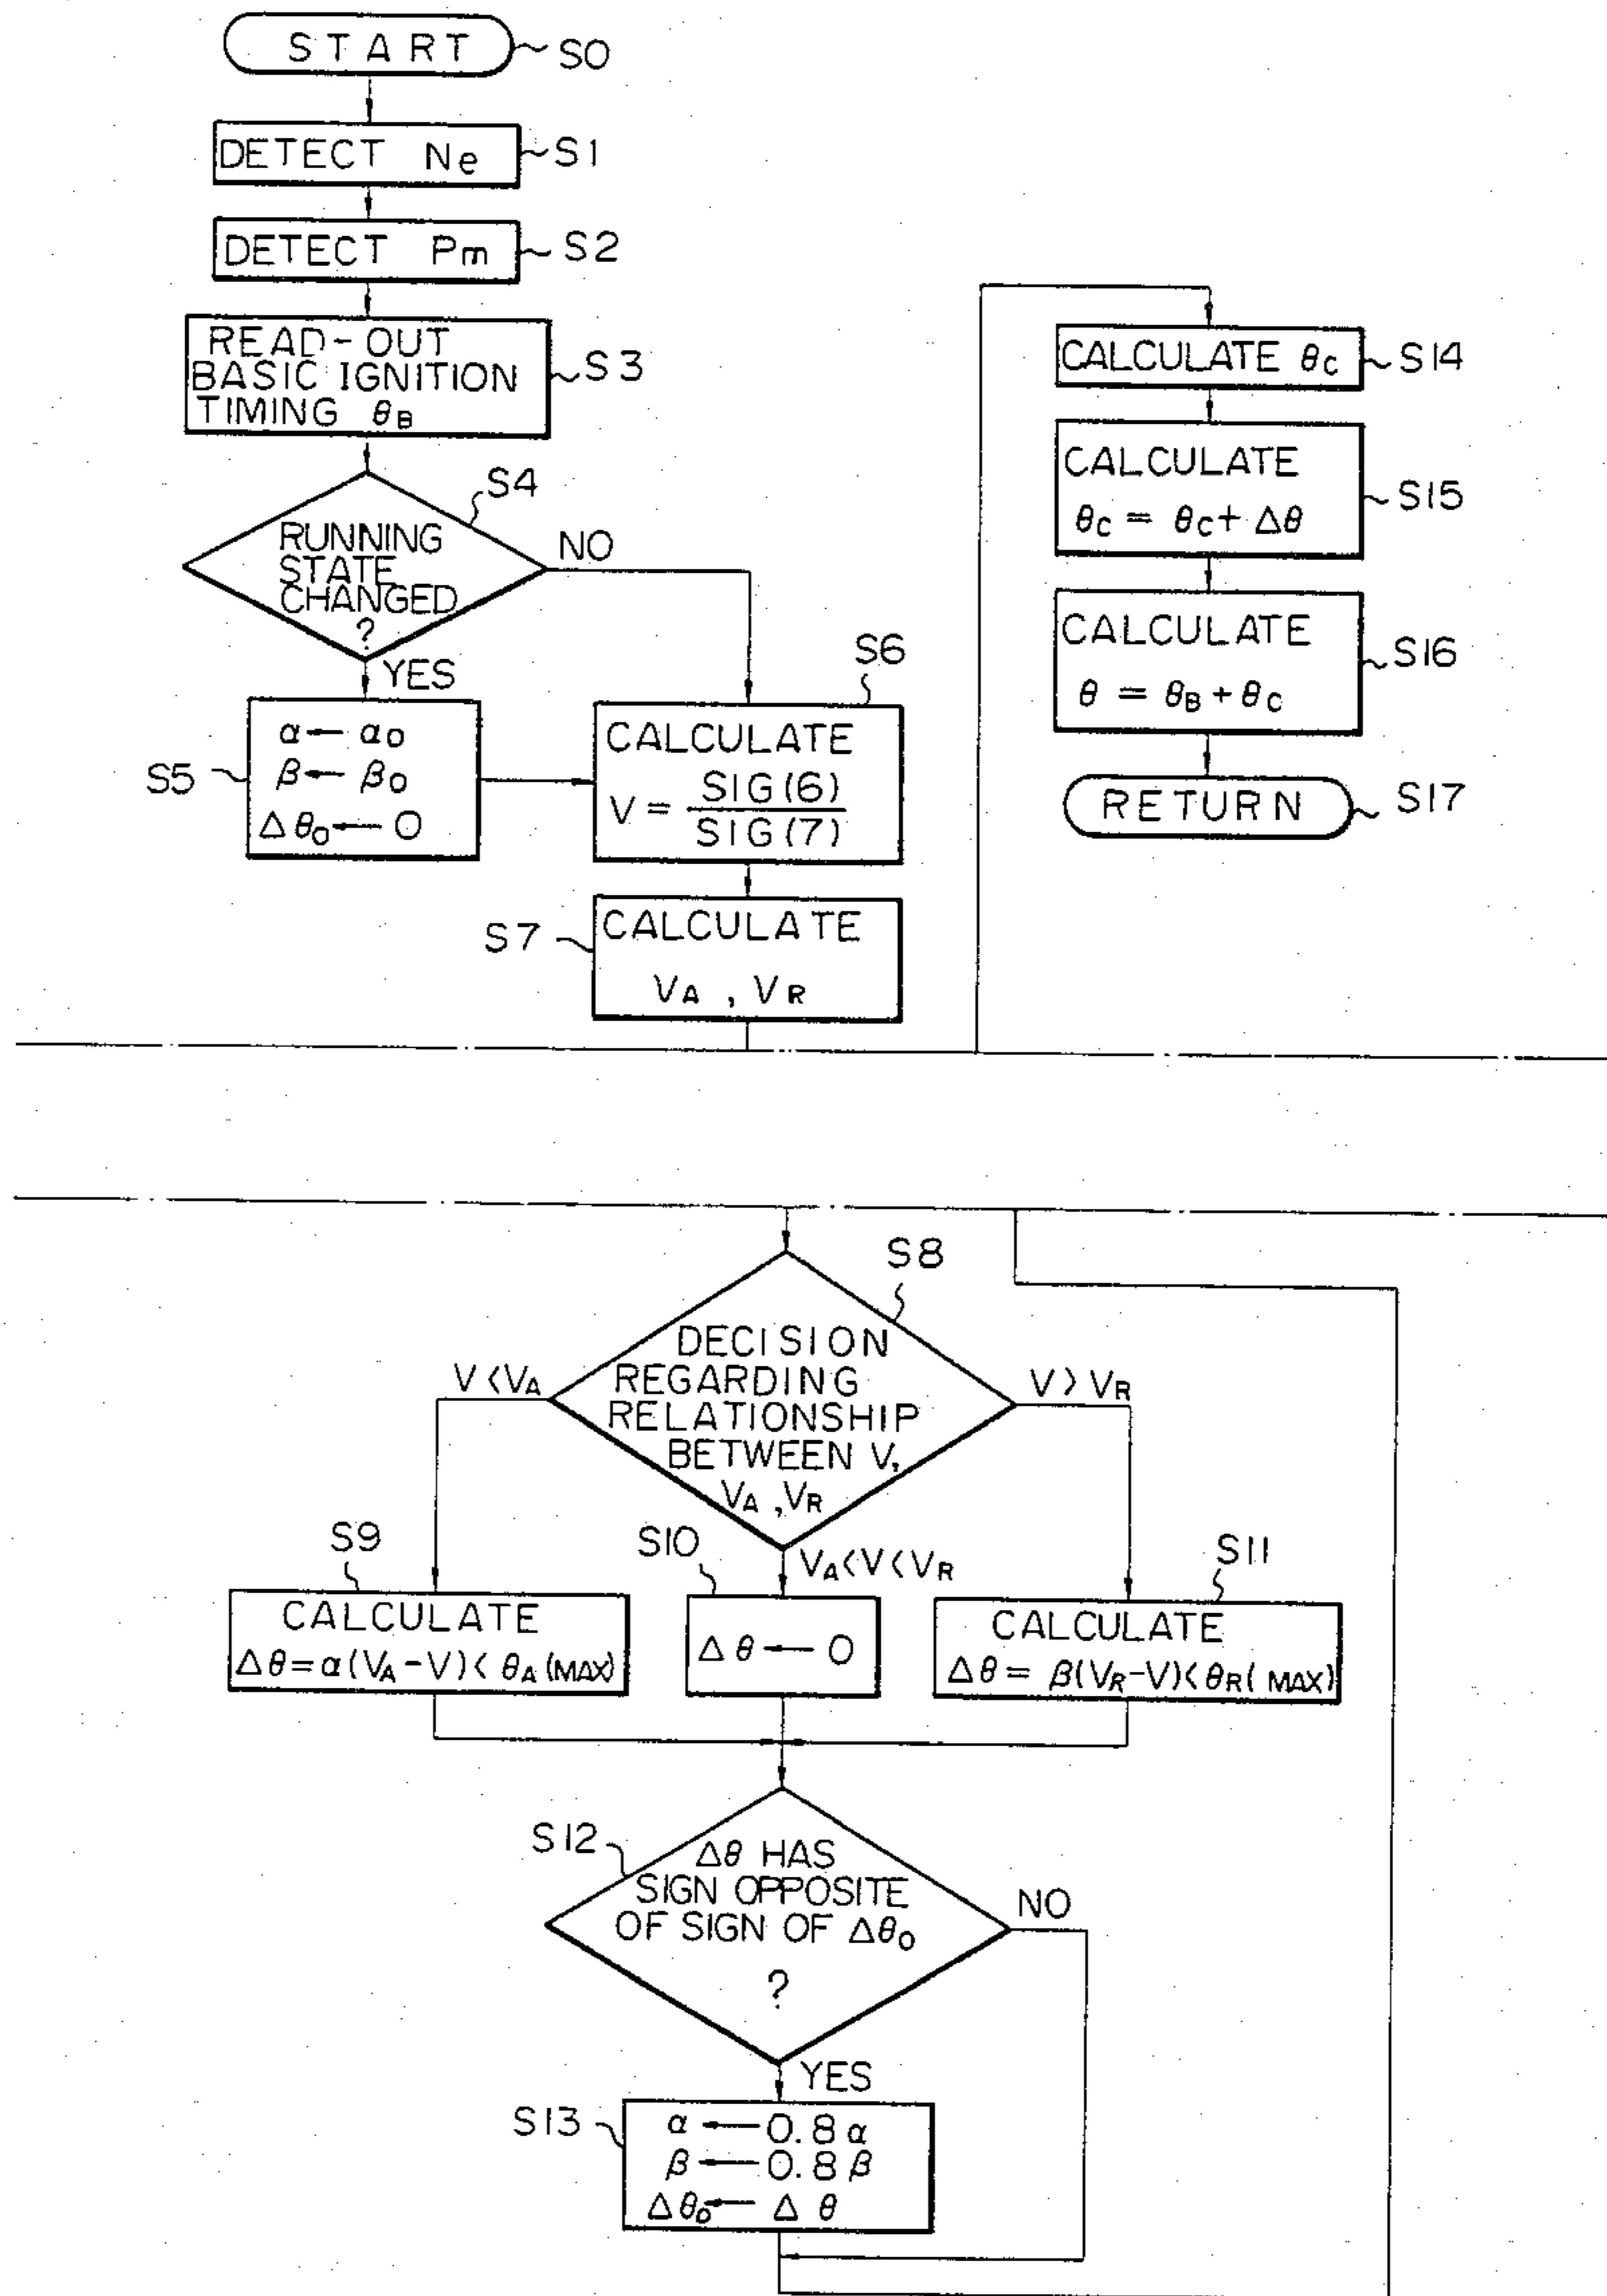 START
S0
DETECT Ne
S1
DETECT Pm
S2
READ-OUT
BASIC IGNITION
TIMING θB
S3
S4
RUNNING
STATE
CHANGED
?
NO
YES
S5
α ← α0
β ← β0
Δθ0 ← 0
S6
CALCULATE
V = SIG(6)
SIG(7)
S7
CALCULATE
VA , VR
CALCULATE θC
S14
CALCULATE
θC = θC + Δθ
S15
CALCULATE
θ = θB + θC
S16
RETURN
S17
S8
DECISION
REGARDING
RELATIONSHIP
BETWEEN V,
VA , VR
V < VA
V > VR
VA < V < VR
S9
CALCULATE
Δθ = α(VA - V) < θA (MAX)
S10
Δθ ← 0
S11
CALCULATE
Δθ = β(VR - V) < θR (MAX)
S12
Δθ HAS
SIGN OPPOSITE
OF SIGN OF Δθ0
?
NO
YES
S13
α ← 0.8 α
β ← 0.8 β
Δθ0 ← Δ θ